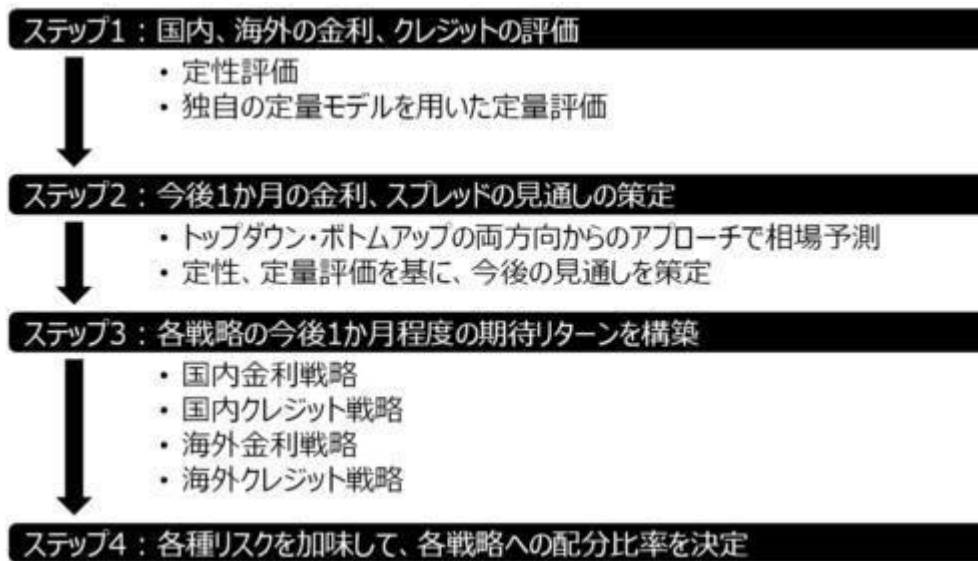 ステップ1：国内、海外の金利、クレジットの評価
• 定性評価
• 独自の定量モデルを用いた定量評価
ステップ2：今後1か月の金利、スプレッドの見通しの策定
• トップダウン・ボトムアップの両方向からのアプローチで相場予測
• 定性、定量評価を基に、今後の見通しを策定
ステップ3：各戦略の今後1か月程度の期待リターンを構築
• 国内金利戦略
• 国内クレジット戦略
• 海外金利戦略
• 海外クレジット戦略
ステップ4：各種リスクを加味して、各戦略への配分比率を決定